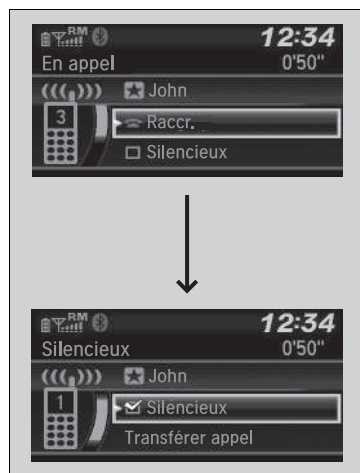 RM 12:34
En appel 0'50"
John
3 Raccr.
Silencieux
RM 12:34
Silencieux 0'50"
John
1 Silencieux
Transférer appel